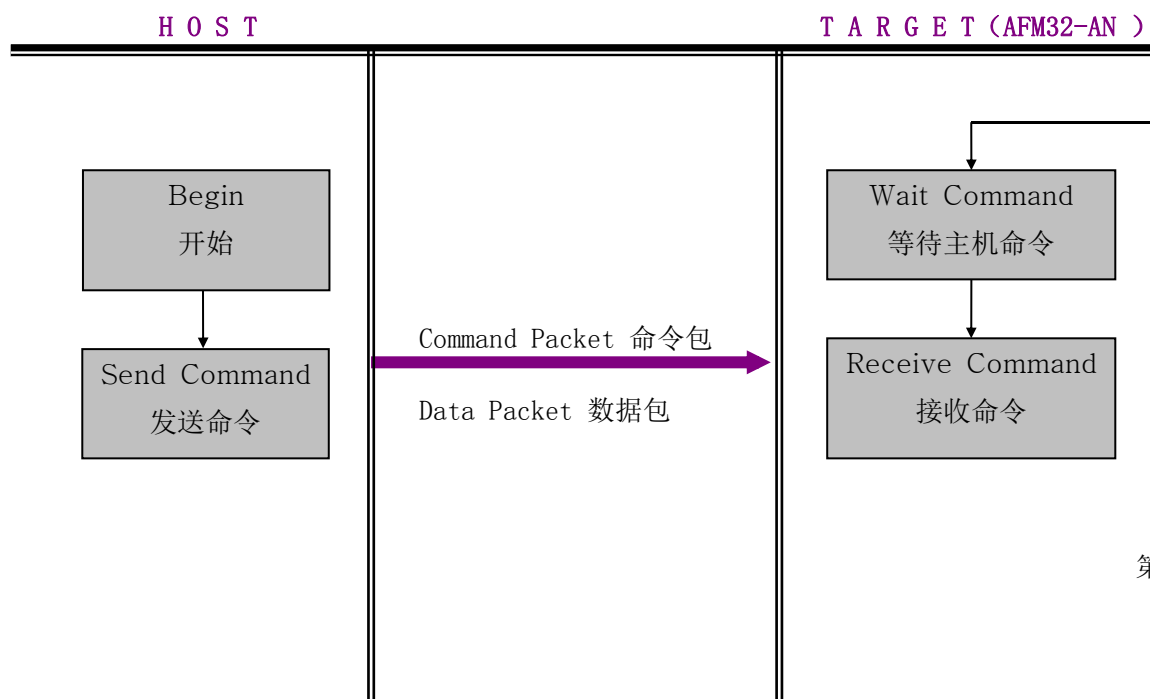 H O S T
T A R G E T (AFM32-AN )
Begin
开始
Send Command
发送命令
Command Packet 命令包
Data Packet 数据包
Wait Command
等待主机命令
Receive Command
接收命令
第